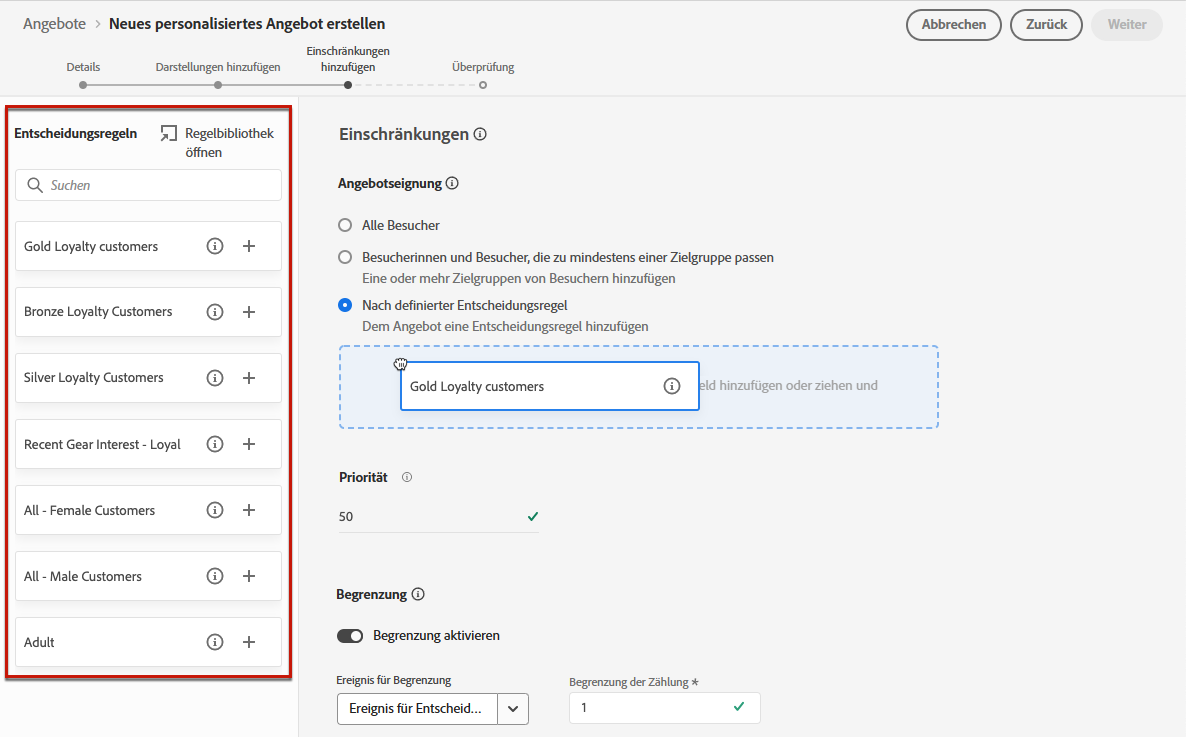 Angebote > Neues personalisiertes Angebot erstellen
Abbrechen Zurück Weiter
Details
Darstellungen hinzufügen
Einschränkungen
hinzufügen
Überprüfung
Entscheidungsregeln
Regelbibliothek
öffnen
Suchen
Gold Loyalty customers
Bronze Loyalty Customers
Silver Loyalty Customers
Recent Gear Interest - Loyal
All - Female Customers
All - Male Customers
Adult
Einschränkungen
Angebotseignung
Alle Besucher
Besucherinnen und Besucher, die zu mindestens einer Zielgruppe passen
Eine oder mehr Zielgruppen von Besuchern hinzufügen
Nach definierter Entscheidungsregel
Dem Angebot eine Entscheidungsregel hinzufügen
Gold Loyalty customers
eld hinzufügen oder ziehen und
Priorität
50
Begrenzung
Begrenzung aktivieren
Ereignis für Begrenzung
Ereignis für Entscheid...
Begrenzung der Zählung *
1